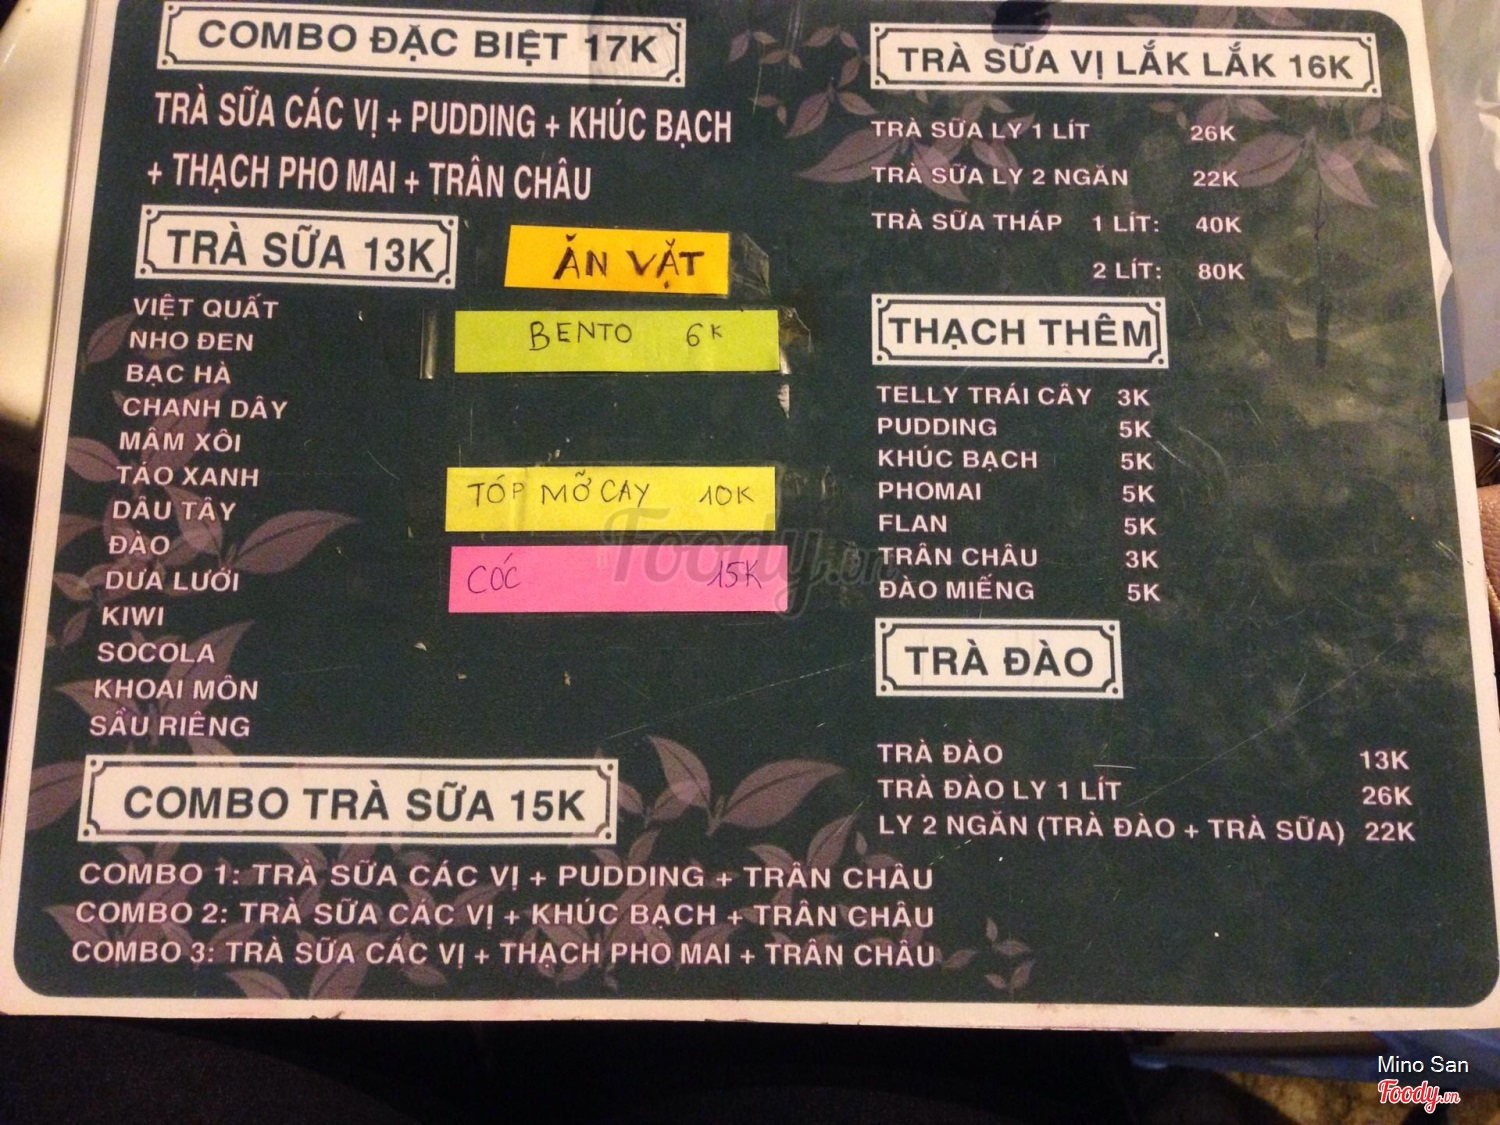 COMBO ĐẶC BIỆT 17K
TRÀ SỮA CÁC VỊ + PUDDING + KHÚC BẠCH
+ THẠCH PHO MAI + TRÂN CHÂU
TRÀ SỮA 13K
VIỆT QUẤT
NHO ĐEN
BẠC HÀ
CHANH DÂY
MÂM XÔI
TÁO XANH
DÂU TÂY
ĐÀO
DƯA LƯỚI
KIWI
SOCOLA
KHOAI MÔN
SẦU RIÊNG
ĂN VẶT
BENTO 6K
TÓP MỠ CAY 10K
CÓC 15K
COMBO TRÀ SỮA 15K
COMBO 1: TRÀ SỮA CÁC VỊ + PUDDING + TRÂN CHÂU
COMBO 2: TRÀ SỮA CÁC VỊ + KHÚC BẠCH + TRÂN CHÂU
COMBO 3: TRÀ SỮA CÁC VỊ + THẠCH PHO MAI + TRÂN CHÂU
TRÀ SỮA VỊ LẮK LẮK 16K
TRÀ SỮA LY 1 LÍT 26K
TRÀ SỮA LY 2 NGĂN 22K
TRÀ SỮA THÁP 1 LÍT: 40K
2 LÍT: 80K
THẠCH THÊM
TELLY TRÁI CÂY 3K
PUDDING 5K
KHÚC BẠCH 5K
PHOMAI 5K
FLAN 5K
TRÂN CHÂU 3K
ĐÀO MIẾNG 5K
TRÀ ĐÀO
TRÀ ĐÀO 13K
TRÀ ĐÀO LY 1 LÍT 26K
LY 2 NGĂN (TRÀ ĐÀO + TRÀ SỮA) 22K
Foody.vn
Mino San
Foody.vn